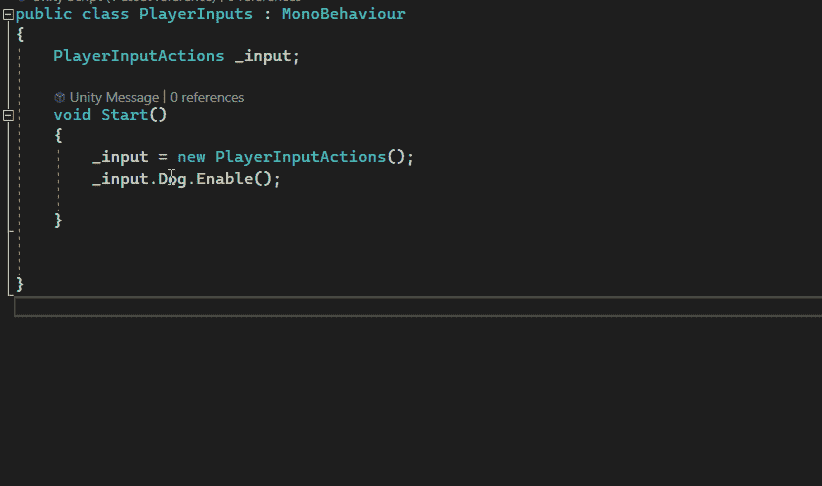 public class PlayerInputs : MonoBehaviour
{
PlayerInputActions _input;
Unity Message | 0 references
void Start()
{
_input = new PlayerInputActions();
_input.Dog.Enable();
}
}